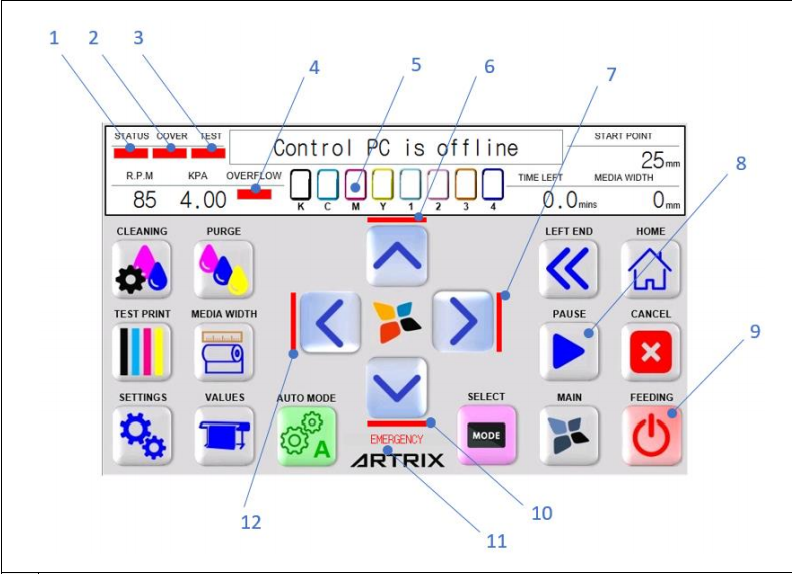 1 2 3
4 5 6 7
STATUS COVER TEST
Control PC is offline
START POINT
25mm
R.P.M KPA OVERFLOW
85 4.00
K C M Y 1 2 3 4
TIME LEFT MEDIA WIDTH
0.0mins 0mm
8
CLEANING PURGE LEFT END HOME
TEST PRINT MEDIA WIDTH PAUSE CANCEL
9
SETTINGS VALUES AUTO MODE SELECT MAIN FEEDING
A MODE
EMERGENCY
ARTRIX
10
12 11